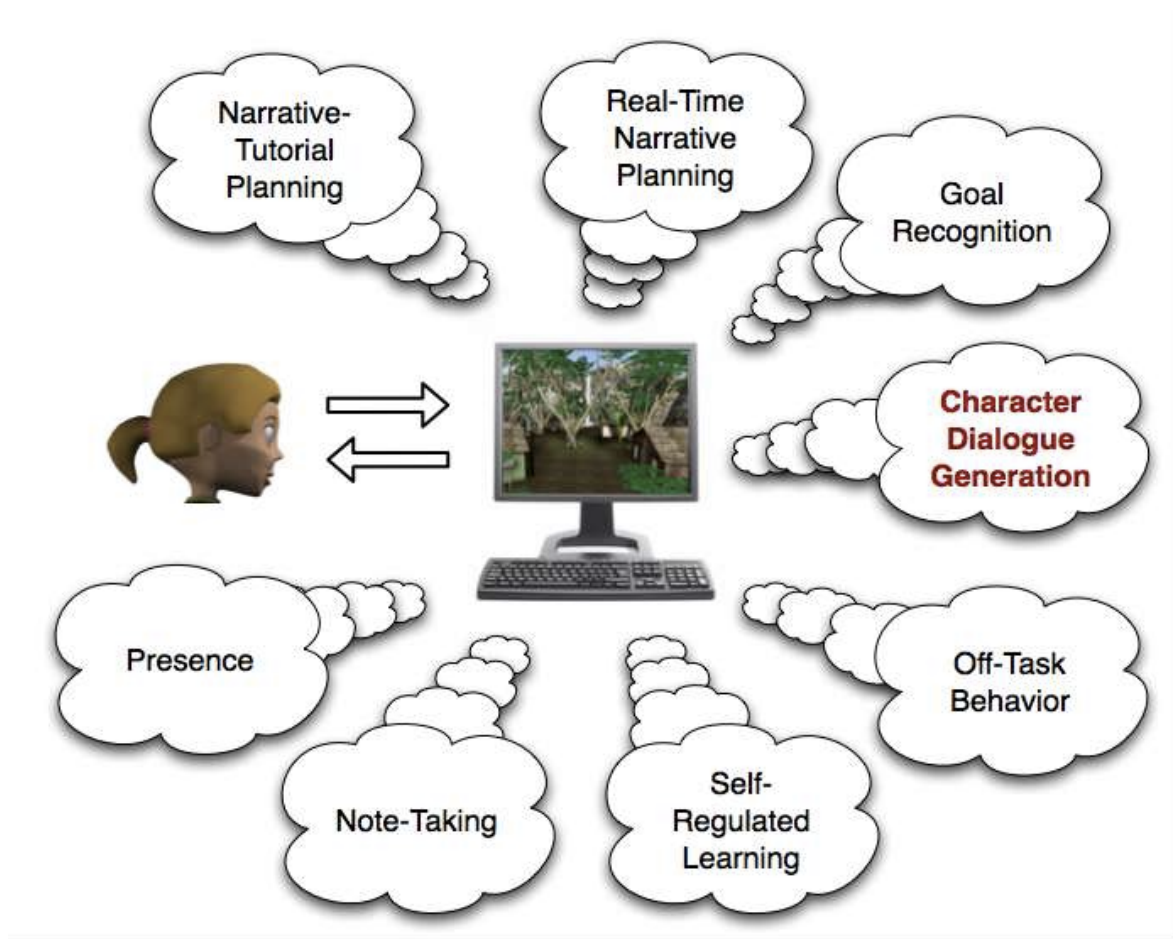 Narrative-
Tutorial
Planning
Real-Time
Narrative
Planning
Goal
Recognition
Character
Dialogue
Generation
Presence
Off-Task
Behavior
Note-Taking
Self-
Regulated
Learning